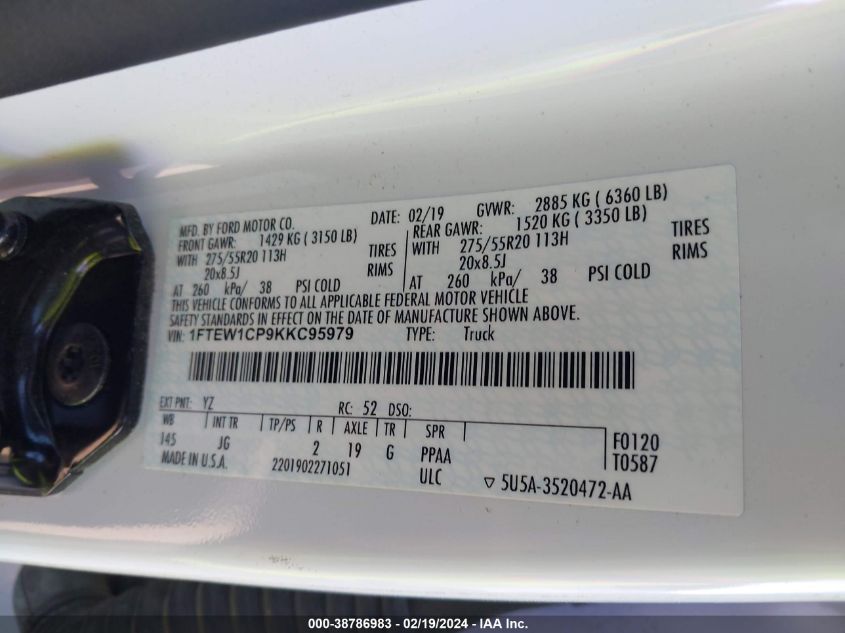 MFD. BY FORD MOTOR CO.
DATE: 02/19 GVWR: 2885 KG ( 6360 LB)
FRONT GAWR: 1429 KG ( 3150 LB)
WITH 275/55R20 113H TIRES
20x8.5J RIMS
AT 260 kPa/ 38 PSI COLD
REAR GAWR: 1520 KG ( 3350 LB)
WITH 275/55R20 113H TIRES
20x8.5J RIMS
AT 260 kPa/ 38 PSI COLD
THIS VEHICLE CONFORMS TO ALL APPLICABLE FEDERAL MOTOR VEHICLE
SAFETY STANDARDS IN EFFECT ON THE DATE OF MANUFACTURE SHOWN ABOVE.
VIN: 1FTEW1CP9KKC95979 TYPE: Truck
EXT PNT: YZ RC: 52 DSO:
WB INT TR TP/PS R AXLE TR SPR
145 JG 2 19 G PPAA
F0120
T0587
MADE IN U.S.A. 2201902271051 ULC ▽ 5U5A-3520472-AA
000-38786983 / 02/19/2024 / IAA Inc.